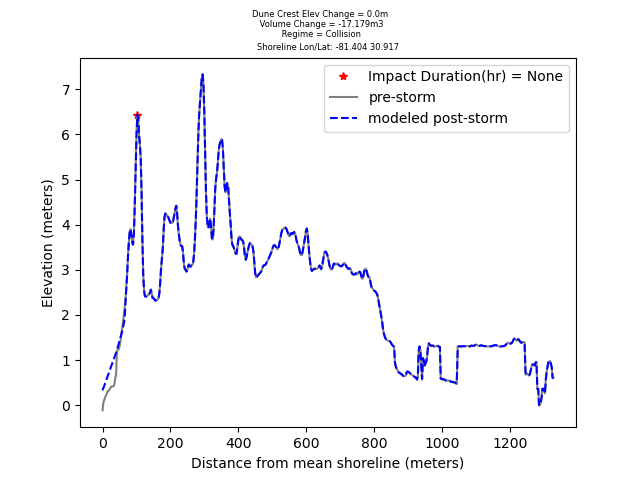 Dune Crest Elev Change = 0.0m
Volume Change = -17.179m3
Regime = Collision
Shoreline Lon/Lat: -81.404 30.917
Impact Duration(hr) = None
pre-storm
modeled post-storm
Elevation (meters)
7
6
5
4
3
2
1
0
0 200 400 600 800 1000 1200
Distance from mean shoreline (meters)